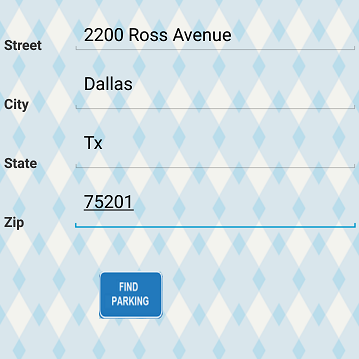 Street 2200 Ross Avenue
City Dallas
State Tx
Zip 75201
FIND
PARKING